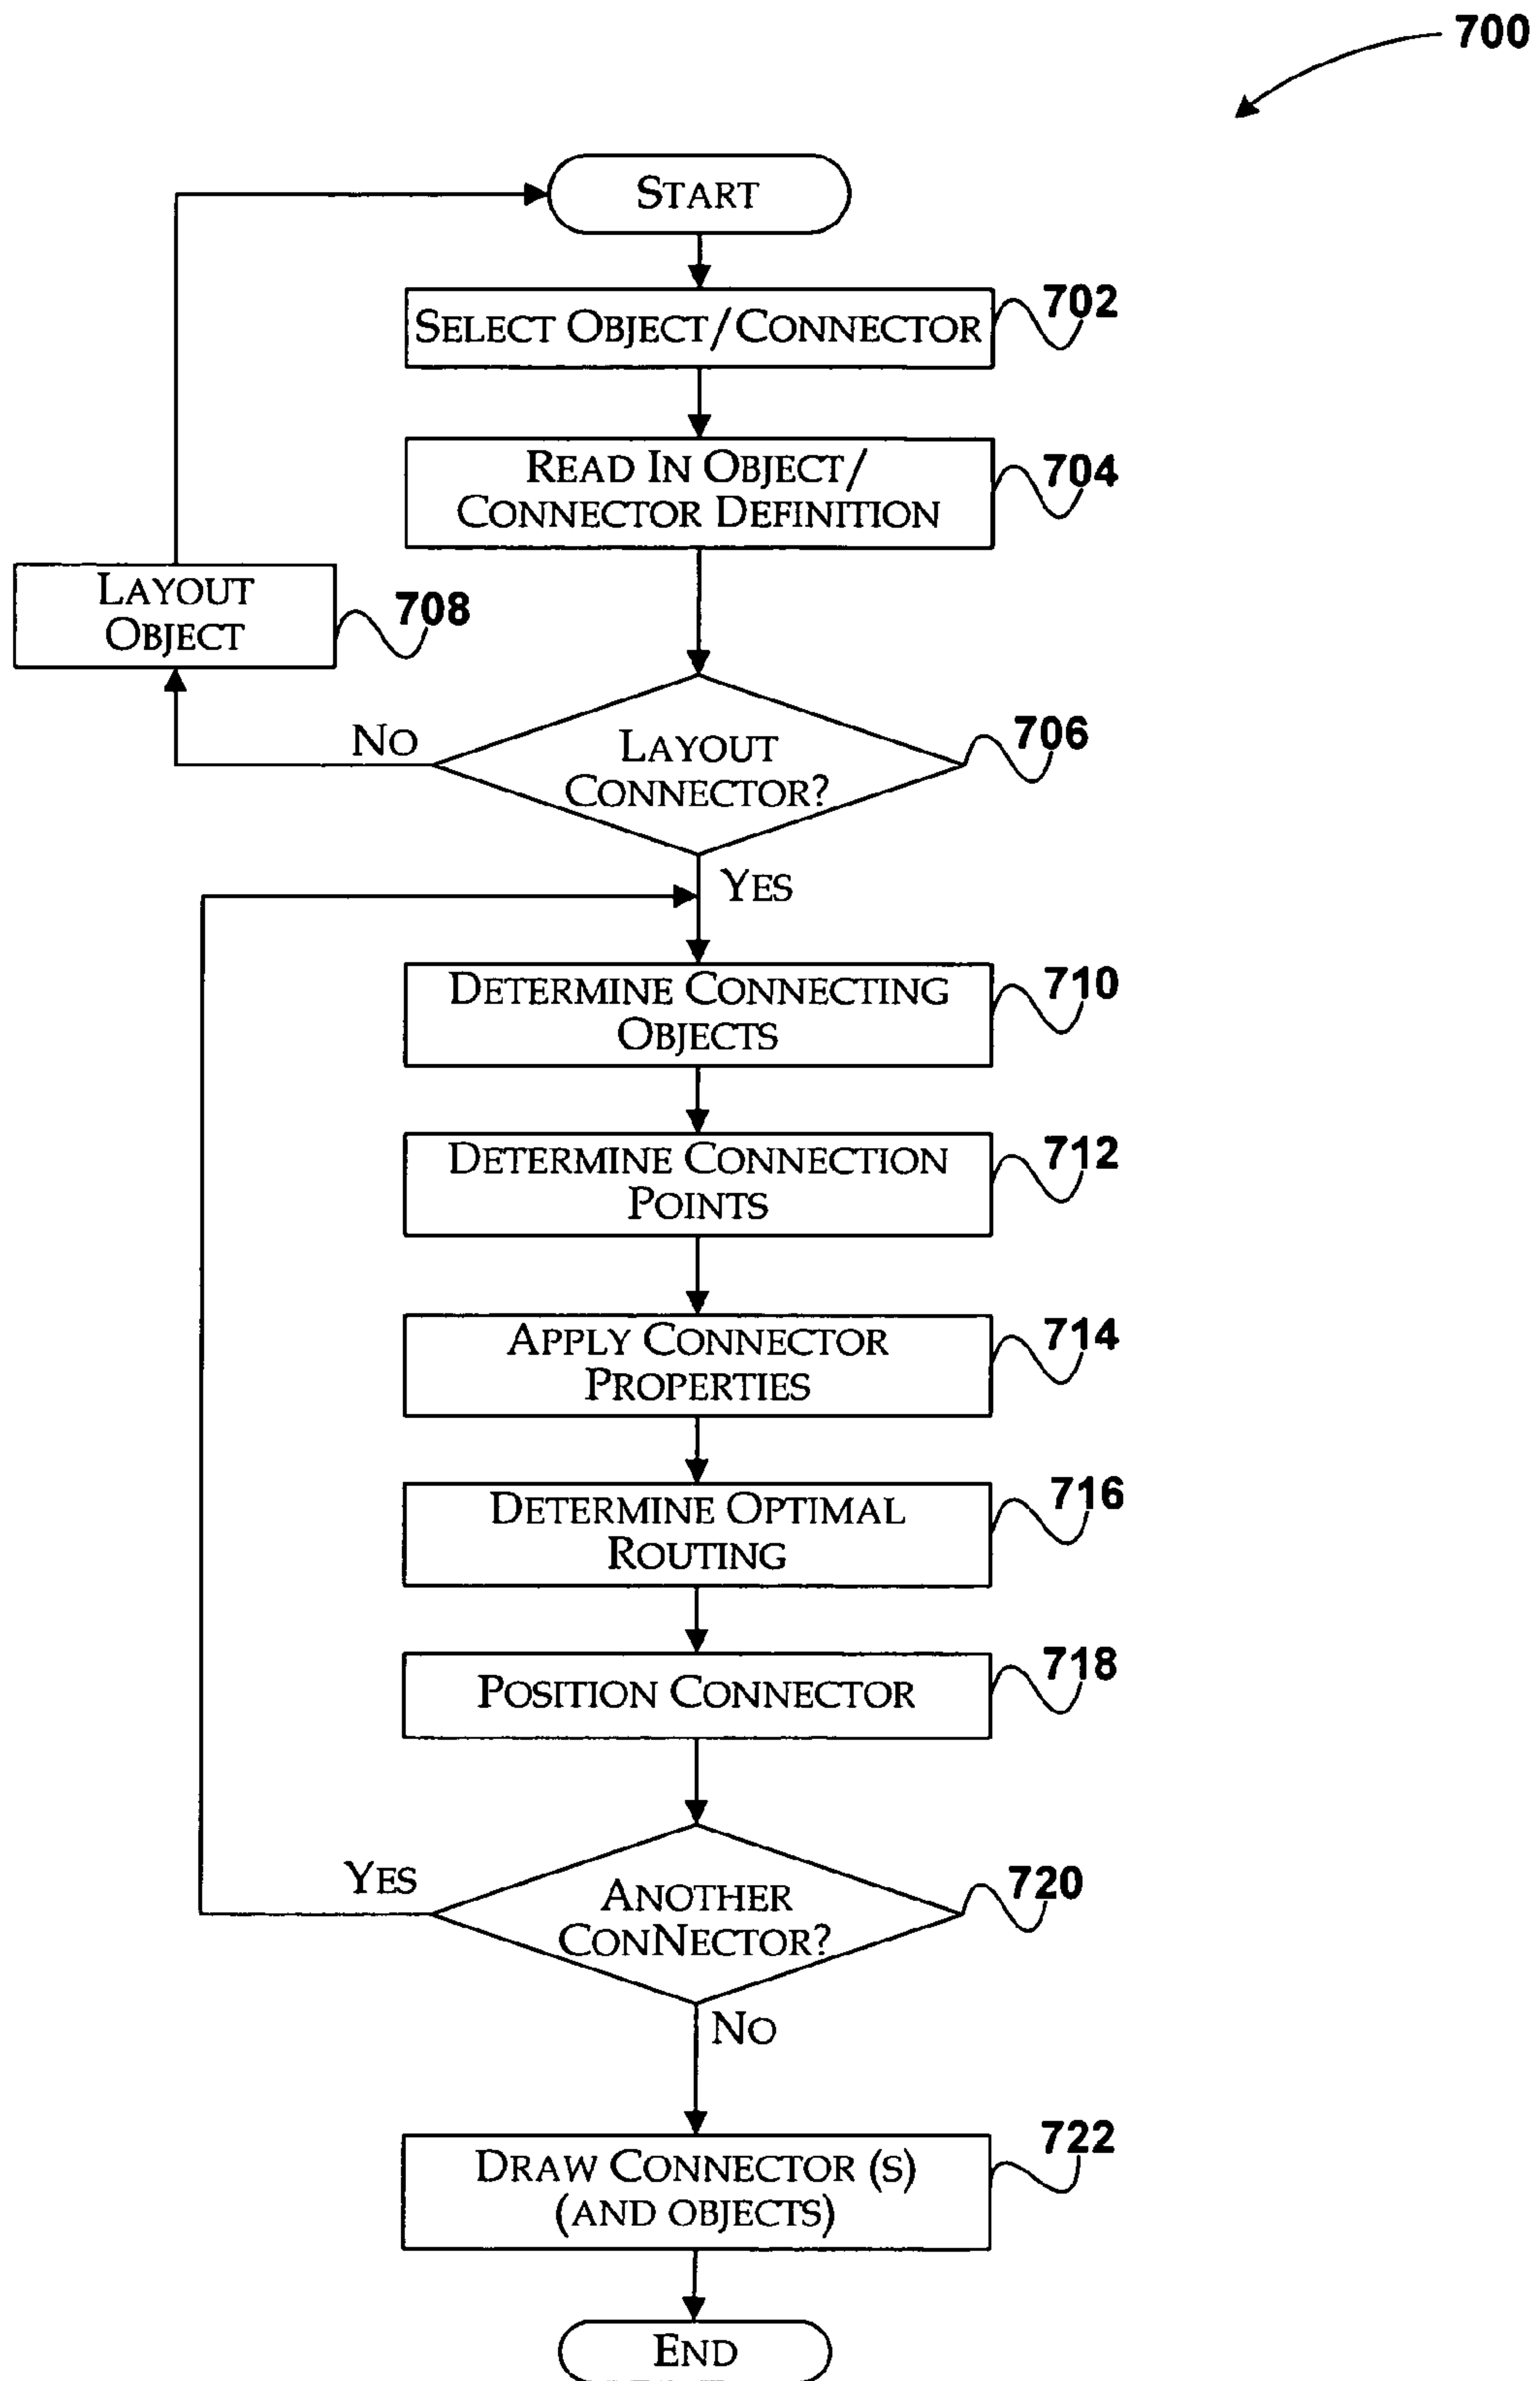 700
START
SELECT OBJECT/CONNECTOR
702
READ IN OBJECT/
CONNECTOR DEFINITION
704
LAYOUT
OBJECT
708
NO
LAYOUT
CONNECTOR?
706
YES
DETERMINE CONNECTING
OBJECTS
710
DETERMINE CONNECTION
POINTS
712
APPLY CONNECTOR
PROPERTIES
714
DETERMINE OPTIMAL
ROUTING
716
POSITION CONNECTOR
718
YES
ANOTHER
CONNECTOR?
720
NO
DRAW CONNECTOR (S)
(AND OBJECTS)
722
END